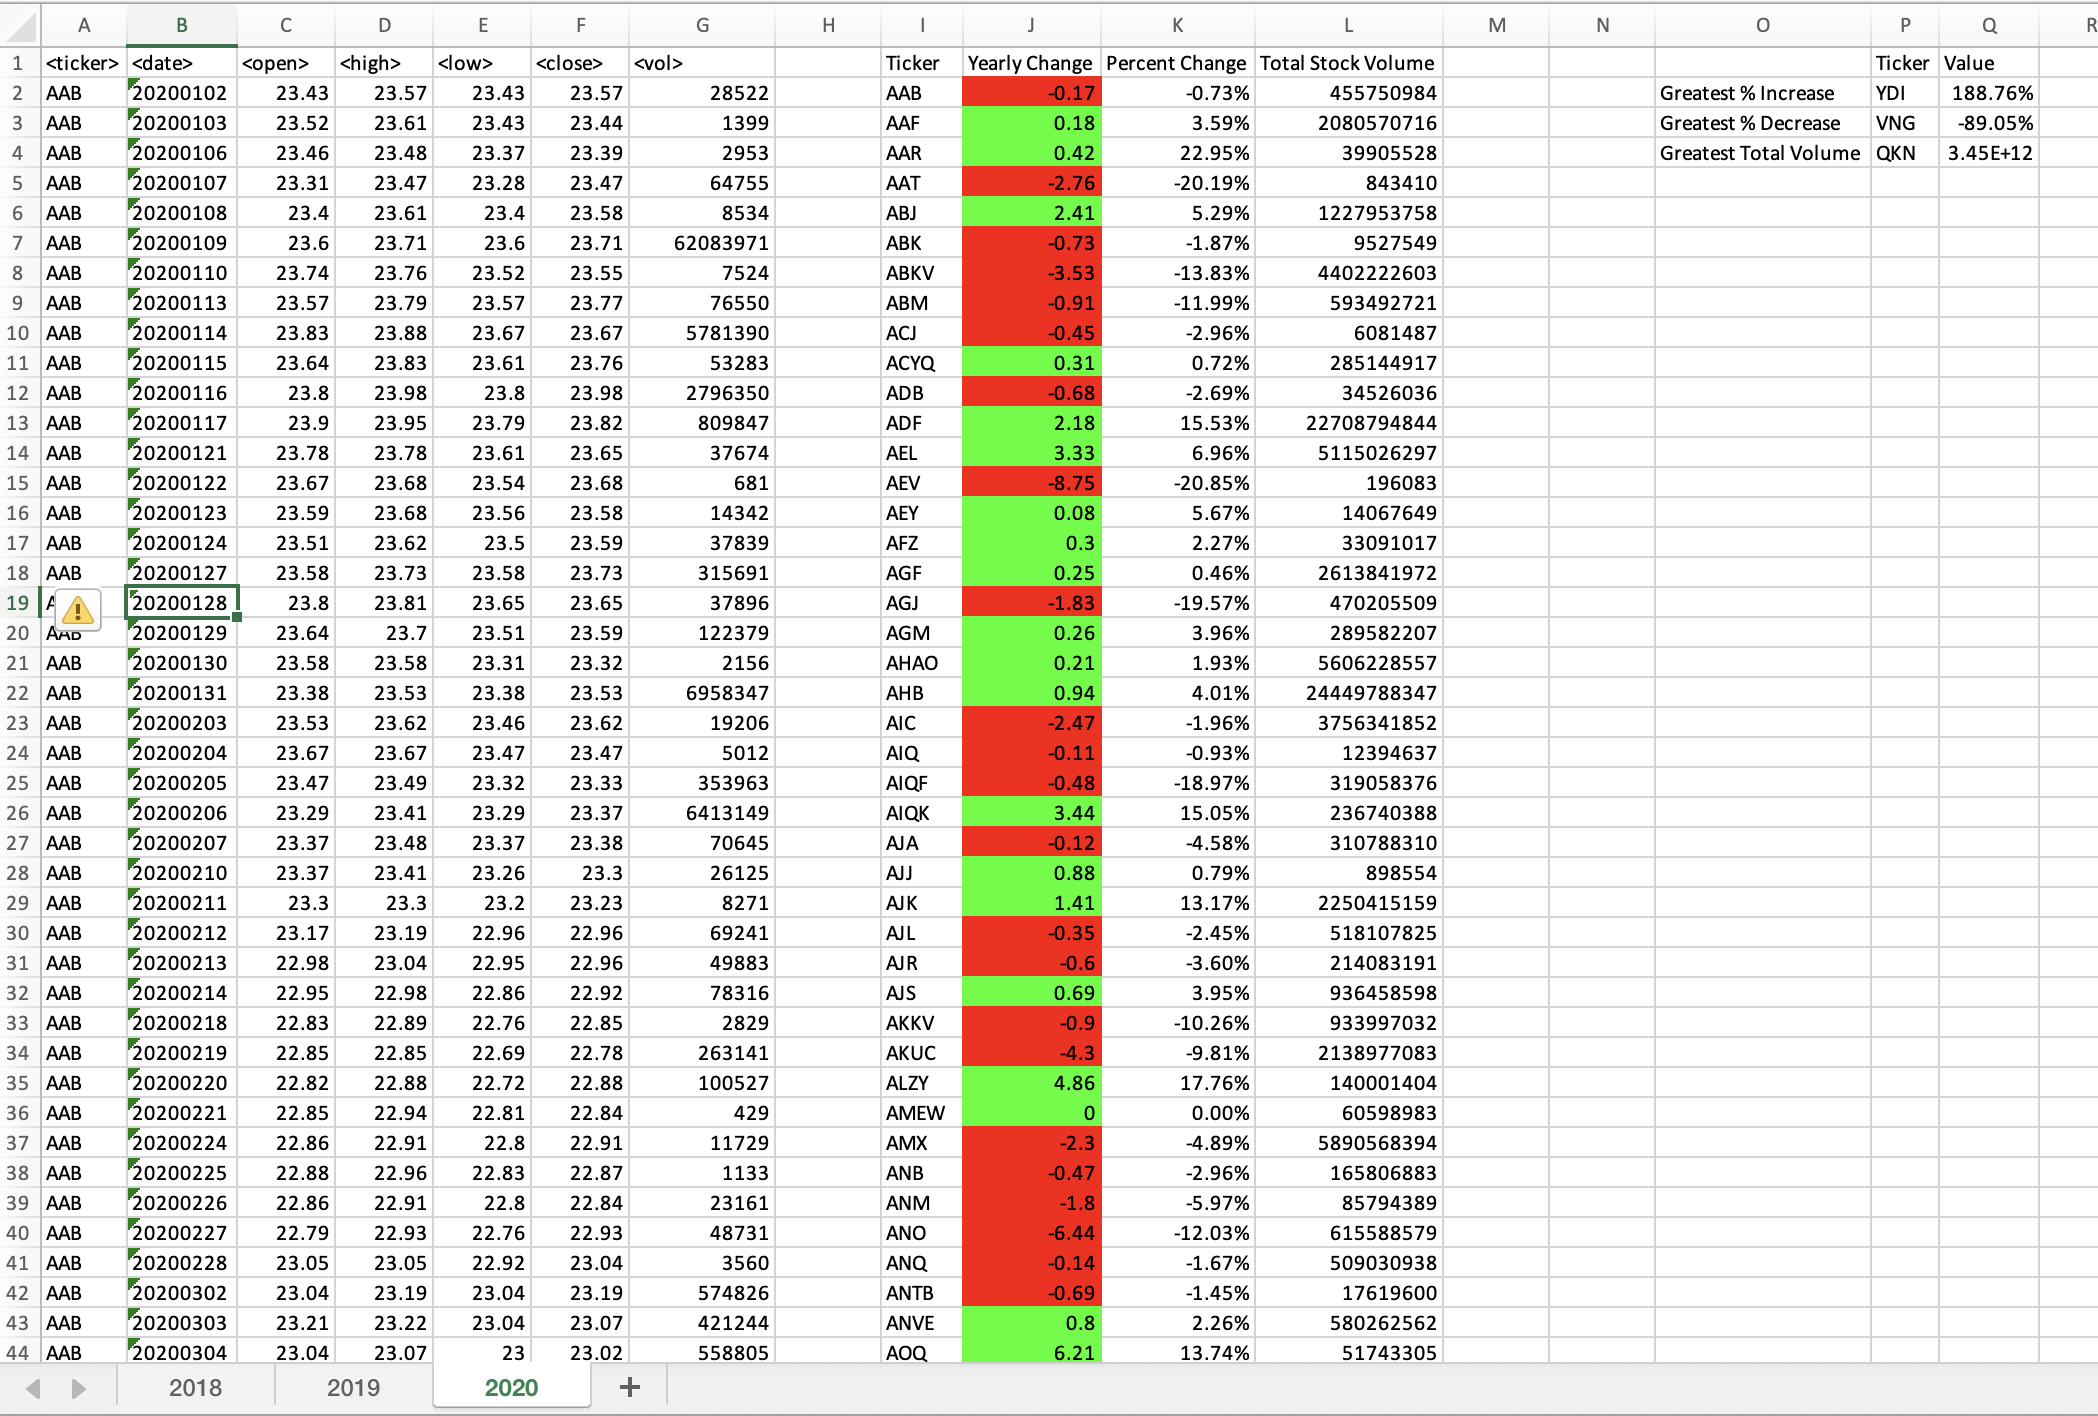 A B C D E F G H I J K L M N O P Q R
1 <ticker> <date> <open> <high> <low> <close> <vol> Ticker Yearly Change Percent Change Total Stock Volume Ticker Value
2 AAB 20200102 23.43 23.57 23.43 23.57 28522 AAB -0.17 -0.73% 455750984 Greatest % Increase YDI 188.76%
3 AAB 20200103 23.52 23.61 23.43 23.44 1399 AAF 0.18 3.59% 2080570716 Greatest % Decrease VNG -89.05%
4 AAB 20200106 23.46 23.48 23.37 23.39 2953 AAR 0.42 22.95% 39905528 Greatest Total Volume QKN 3.45E+12
5 AAB 20200107 23.31 23.47 23.28 23.47 64755 AAT -2.76 -20.19% 843410
6 AAB 20200108 23.4 23.61 23.4 23.58 8534 ABJ 2.41 5.29% 1227953758
7 AAB 20200109 23.6 23.71 23.6 23.71 62083971 ABK -0.73 -1.87% 9527549
8 AAB 20200110 23.74 23.76 23.52 23.55 7524 ABKV -3.53 -13.83% 4402222603
9 AAB 20200113 23.57 23.79 23.57 23.77 76550 ABM -0.91 -11.99% 593492721
10 AAB 20200114 23.83 23.88 23.67 23.67 5781390 ACJ -0.45 -2.96% 6081487
11 AAB 20200115 23.64 23.83 23.61 23.76 53283 ACYQ 0.31 0.72% 285144917
12 AAB 20200116 23.8 23.98 23.8 23.98 2796350 ADB -0.68 -2.69% 34526036
13 AAB 20200117 23.9 23.95 23.79 23.82 809847 ADF 2.18 15.53% 22708794844
14 AAB 20200121 23.78 23.78 23.61 23.65 37674 AEL 3.33 6.96% 5115026297
15 AAB 20200122 23.67 23.68 23.54 23.68 681 AEV -8.75 -20.85% 196083
16 AAB 20200123 23.59 23.68 23.56 23.58 14342 AEY 0.08 5.67% 14067649
17 AAB 20200124 23.51 23.62 23.5 23.59 37839 AFZ 0.3 2.27% 33091017
18 AAB 20200127 23.58 23.73 23.58 23.73 315691 AGF 0.25 0.46% 2613841972
19 20200128 23.8 23.81 23.65 23.65 37896 AGJ -1.83 -19.57% 470205509
20 AAB 20200129 23.64 23.7 23.51 23.59 122379 AGM 0.26 3.96% 289582207
21 AAB 20200130 23.58 23.58 23.31 23.32 2156 AHAO 0.21 1.93% 5606228557
22 AAB 20200131 23.38 23.53 23.38 23.53 6958347 AHB 0.94 4.01% 24449788347
23 AAB 20200203 23.53 23.62 23.46 23.62 19206 AIC -2.47 -1.96% 3756341852
24 AAB 20200204 23.67 23.67 23.47 23.47 5012 AIQ -0.11 -0.93% 12394637
25 AAB 20200205 23.47 23.49 23.32 23.33 353963 AIQF -0.48 -18.97% 319058376
26 AAB 20200206 23.29 23.41 23.29 23.37 6413149 AIQK 3.44 15.05% 236740388
27 AAB 20200207 23.37 23.48 23.37 23.38 70645 AJA -0.12 -4.58% 310788310
28 AAB 20200210 23.37 23.41 23.26 23.3 26125 AJJ 0.88 0.79% 898554
29 AAB 20200211 23.3 23.3 23.2 23.23 8271 AJK 1.41 13.17% 2250415159
30 AAB 20200212 23.17 23.19 22.96 22.96 69241 AJL -0.35 -2.45% 518107825
31 AAB 20200213 22.98 23.04 22.95 22.96 49883 AJR -0.6 -3.60% 214083191
32 AAB 20200214 22.95 22.98 22.86 22.92 78316 AJS 0.69 3.95% 936458598
33 AAB 20200218 22.83 22.89 22.76 22.85 2829 AKKV -0.9 -10.26% 933997032
34 AAB 20200219 22.85 22.85 22.69 22.78 263141 AKUC -4.3 -9.81% 2138977083
35 AAB 20200220 22.82 22.88 22.72 22.88 100527 ALZY 4.86 17.76% 140001404
36 AAB 20200221 22.85 22.94 22.81 22.84 429 AMEW 0 0.00% 60598983
37 AAB 20200224 22.86 22.91 22.8 22.91 11729 AMX -2.3 -4.89% 5890568394
38 AAB 20200225 22.88 22.96 22.83 22.87 1133 ANB -0.47 -2.96% 165806883
39 AAB 20200226 22.86 22.91 22.8 22.84 23161 ANM -1.8 -5.97% 85794389
40 AAB 20200227 22.79 22.93 22.76 22.93 48731 ANO -6.44 -12.03% 615588579
41 AAB 20200228 23.05 23.05 22.92 23.04 3560 ANQ -0.14 -1.67% 509030938
42 AAB 20200302 23.04 23.19 23.04 23.19 574826 ANTB -0.69 -1.45% 17619600
43 AAB 20200303 23.21 23.22 23.04 23.07 421244 ANVE 0.8 2.26% 580262562
44 AAB 20200304 23.04 23.07 23 23.02 558805 AOQ 6.21 13.74% 51743305
2018 2019 2020 +